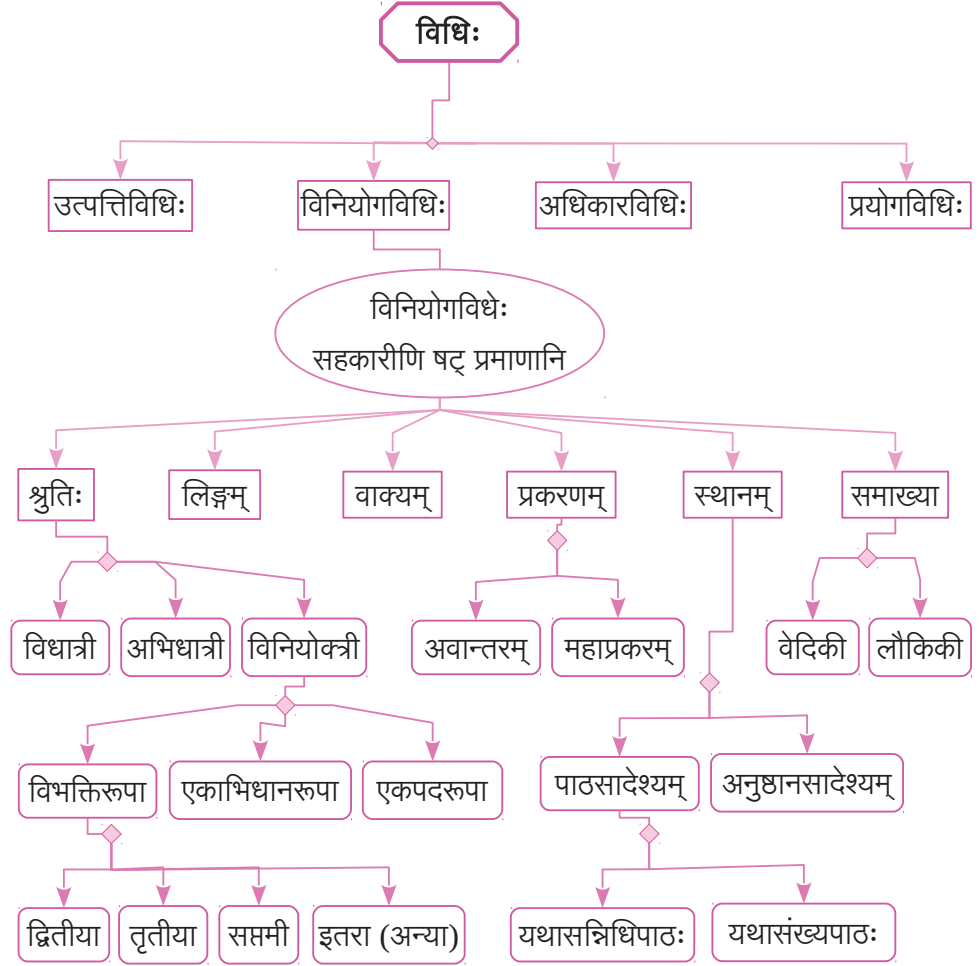 विधिः
उत्पत्तिविधिः
विनियोगविधिः
अधिकारविधिः
प्रयोगविधिः
विनियोगविधेः
सहकारीणि षट् प्रमाणानि
श्रुतिः
लिङ्गम्
वाक्यम्
प्रकरणम्
स्थानम्
समाख्या
विधात्री
अभिधात्री
विनियोक्त्री
अवान्तरम्
महाप्रकरम्
वेदिकी
लौकिकी
विभक्तिरूपा
एकाभिधानरूपा
एकपदरूपा
पाठसादेश्यम्
अनुष्ठानसादेश्यम्
द्वितीया
तृतीया
सप्तमी
इतरा (अन्या)
यथासन्निधिपाठः
यथासंख्यपाठः